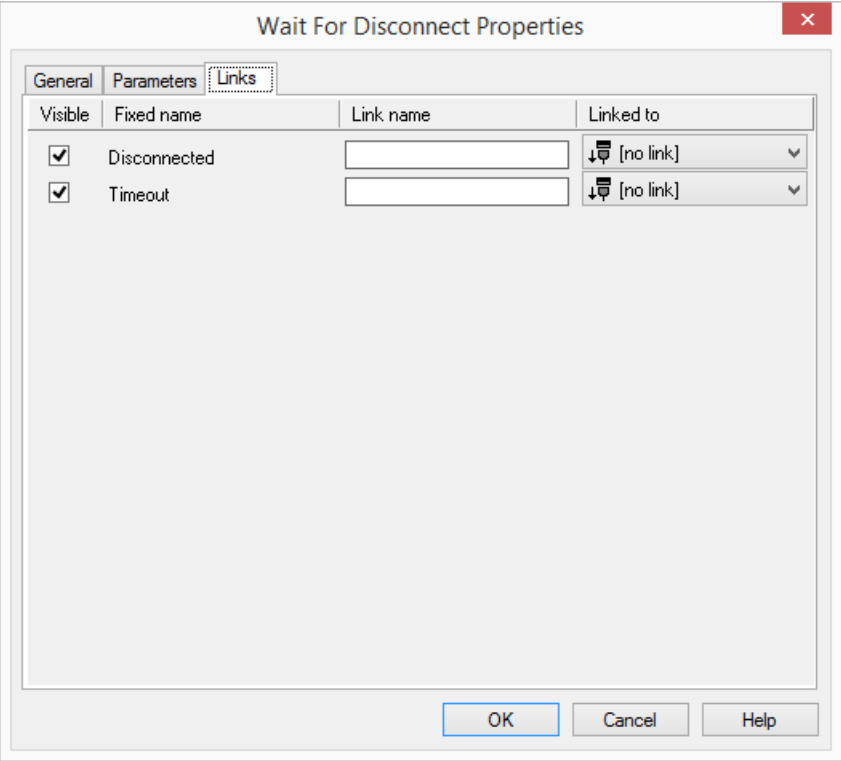 Wait For Disconnect Properties
General Parameters Links
Visible Fixed name Link name Linked to
Disconnected [no link]
Timeout [no link]
OK Cancel Help